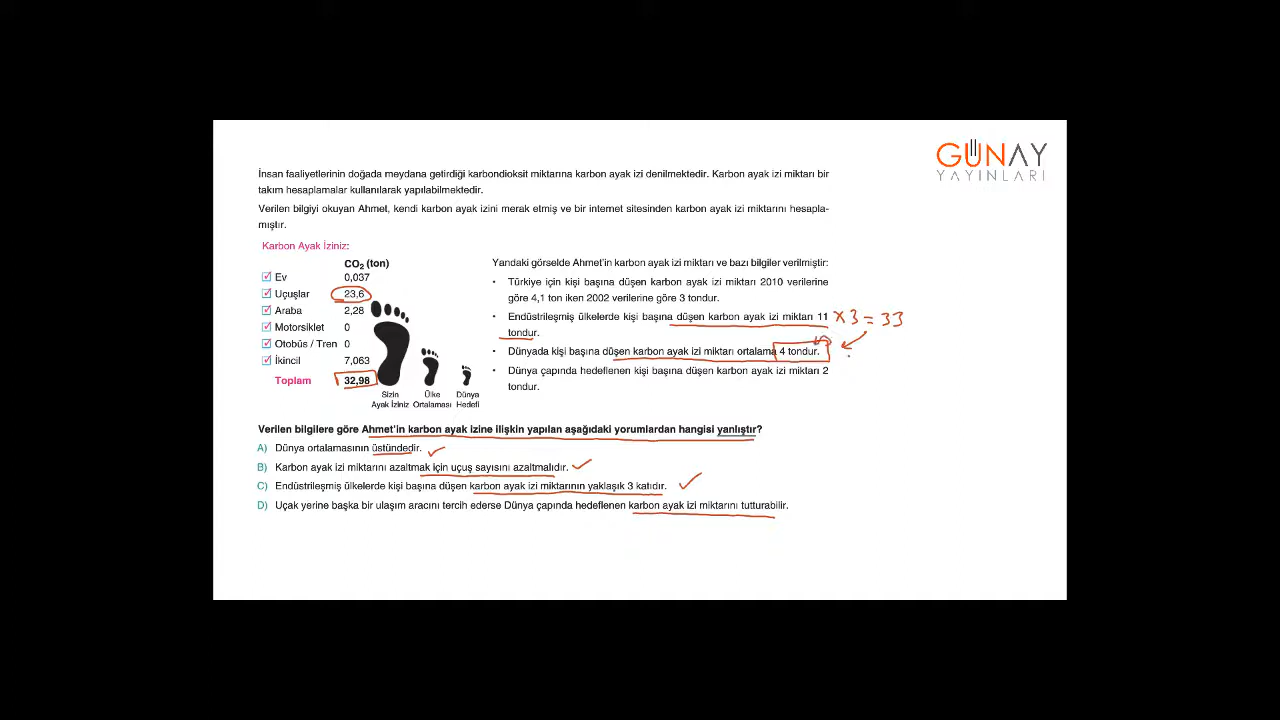 GÜNAY
YAYINLARI
İnsan faaliyetlerinin doğada meydana getirdiği karbondioksit miktarına karbon ayak izi denilmektedir. Karbon ayak izi miktarı bir
takım hesaplamalar kullanılarak yapılabilmektedir.
Verilen bilgiyi okuyan Ahmet, kendi karbon ayak izini merak etmiş ve bir internet sitesinden karbon ayak izi miktarını hesapla-
mıştır.
Karbon Ayak İziniz:
CO₂ (ton)
Ev 0,037
Uçuşlar 23,6
Araba 2,28
Motorsiklet 0
Otobüs / Tren 0
İkincil 7,063
Toplam 32,98
Sizin
Ayak İziniz
Ülke
Ortalaması
Dünya
Hedefi
Yandaki görselde Ahmet'in karbon ayak izi miktarı ve bazı bilgiler verilmiştir:
• Türkiye için kişi başına düşen karbon ayak izi miktarı 2010 verilerine
göre 4,1 ton iken 2002 verilerine göre 3 tondur.
• Endüstrileşmiş ülkelerde kişi başına düşen karbon ayak izi miktarı 11 x3 = 33
tondur.
• Dünyada kişi başına düşen karbon ayak izi miktarı ortalama 4 tondur.
• Dünya çapında hedeflenen kişi başına düşen karbon ayak izi miktarı 2
tondur.
Verilen bilgilere göre Ahmet'in karbon ayak izine ilişkin yapılan aşağıdaki yorumlardan hangisi yanlıştır?
A) Dünya ortalamasının üstündedir.
B) Karbon ayak izi miktarını azaltmak için uçuş sayısını azaltmalıdır.
C) Endüstrileşmiş ülkelerde kişi başına düşen karbon ayak izi miktarının yaklaşık 3 katıdır.
D) Uçak yerine başka bir ulaşım aracını tercih ederse Dünya çapında hedeflenen karbon ayak izi miktarını tutturabilir.